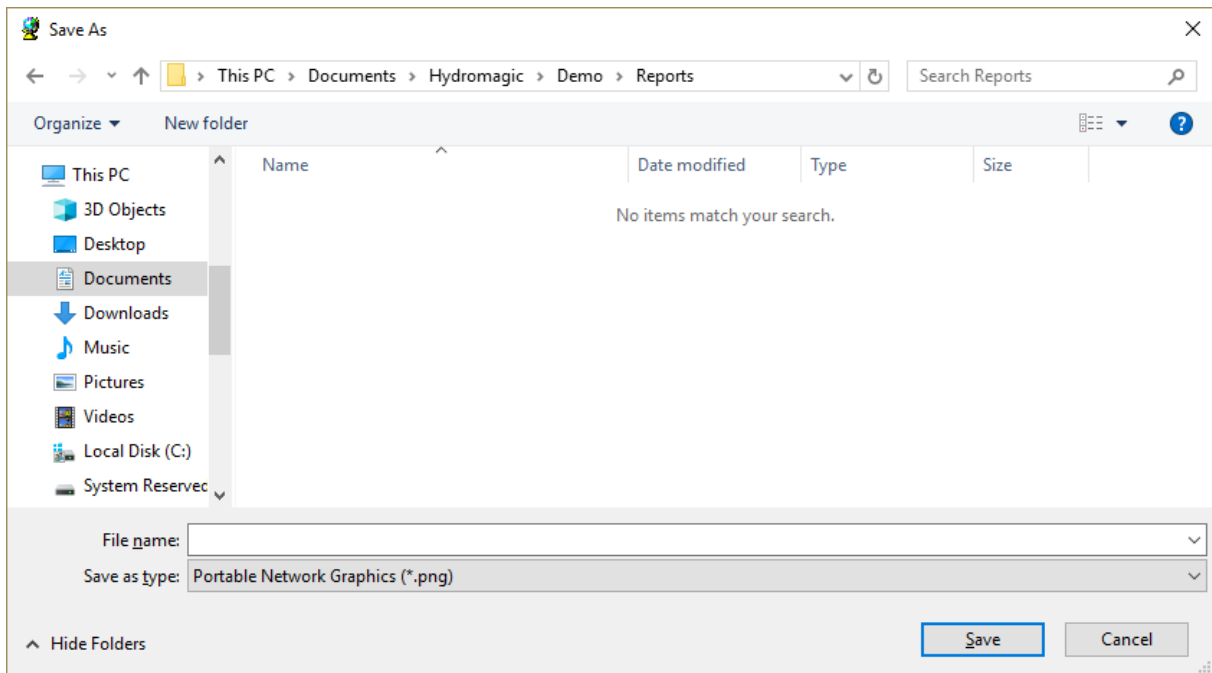 Save As
This PC > Documents > Hydromagic > Demo > Reports
Search Reports
Organize
New folder
?
Name
Date modified
Type
Size
No items match your search.
This PC
3D Objects
Desktop
Documents
Downloads
Music
Pictures
Videos
Local Disk (C:)
System Reserved
File name:
Save as type: Portable Network Graphics (*.png)
Hide Folders
Save
Cancel